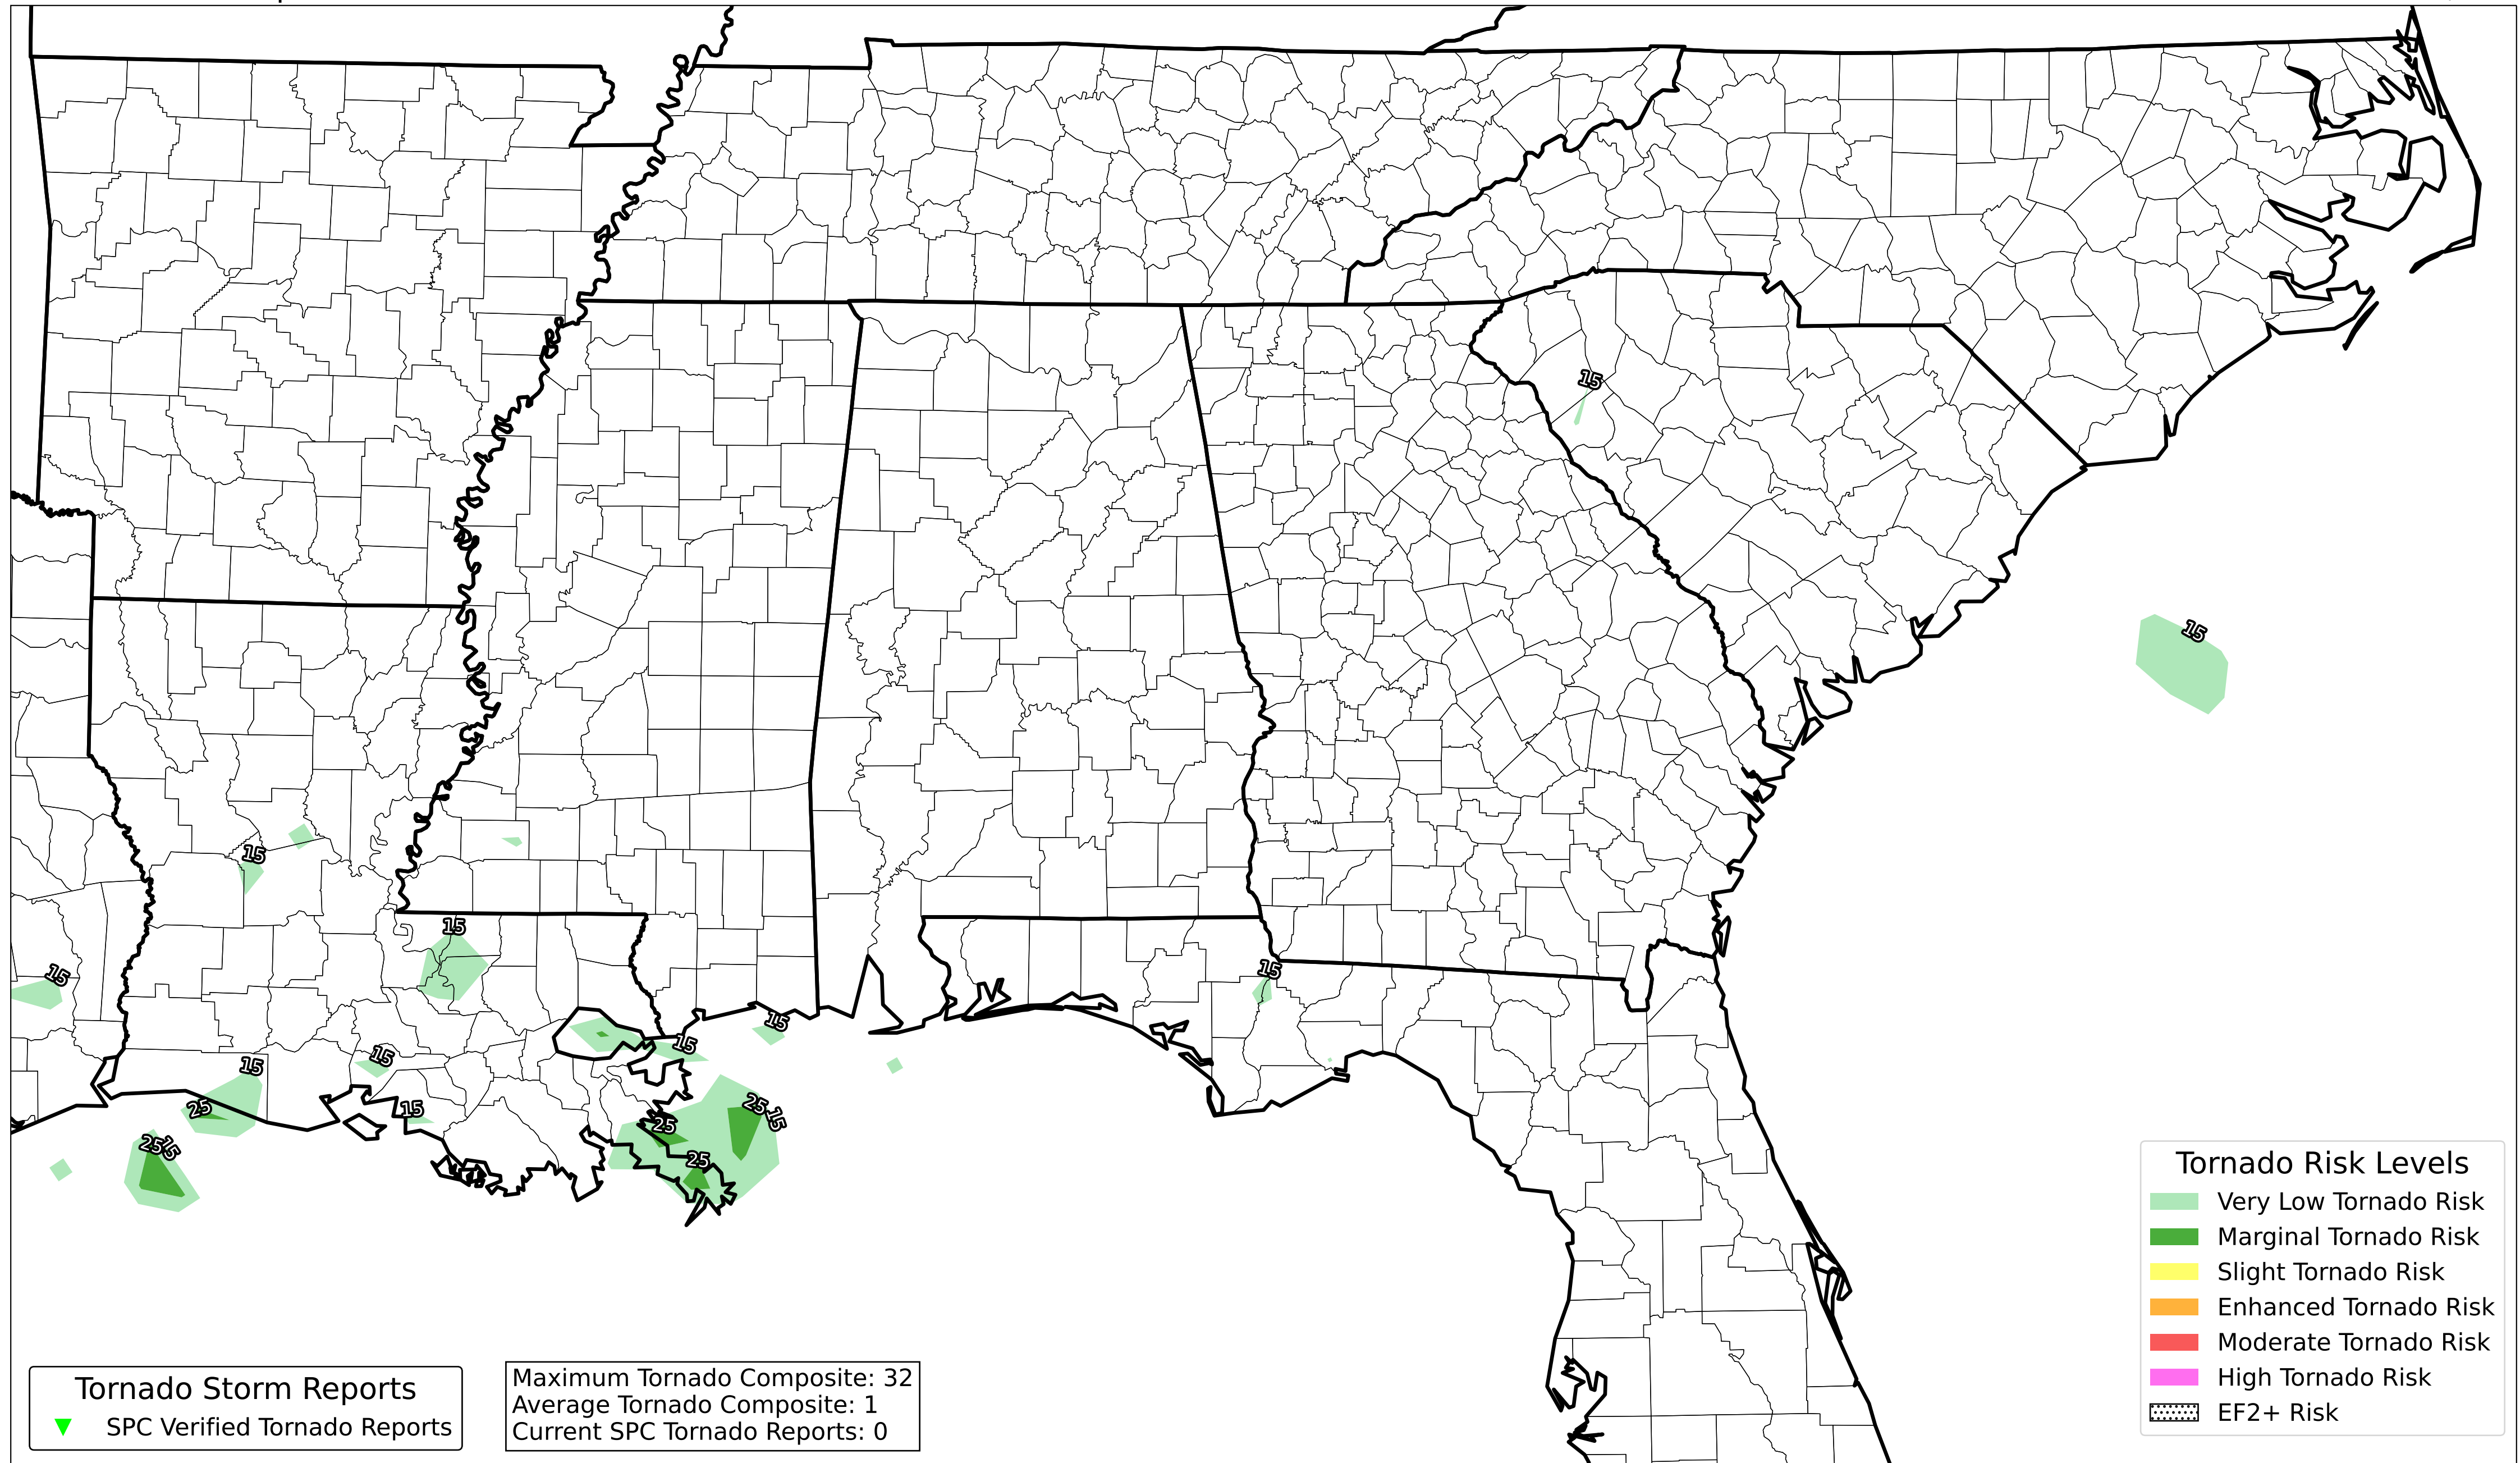 15
15
15
15
15
15
15
15
15
15
25
15
25
15
25
15
25
25
Tornado Risk Levels
Very Low Tornado Risk
Marginal Tornado Risk
Slight Tornado Risk
Enhanced Tornado Risk
Moderate Tornado Risk
High Tornado Risk
EF2+ Risk
Tornado Storm Reports
SPC Verified Tornado Reports
Maximum Tornado Composite: 32
Average Tornado Composite: 1
Current SPC Tornado Reports: 0